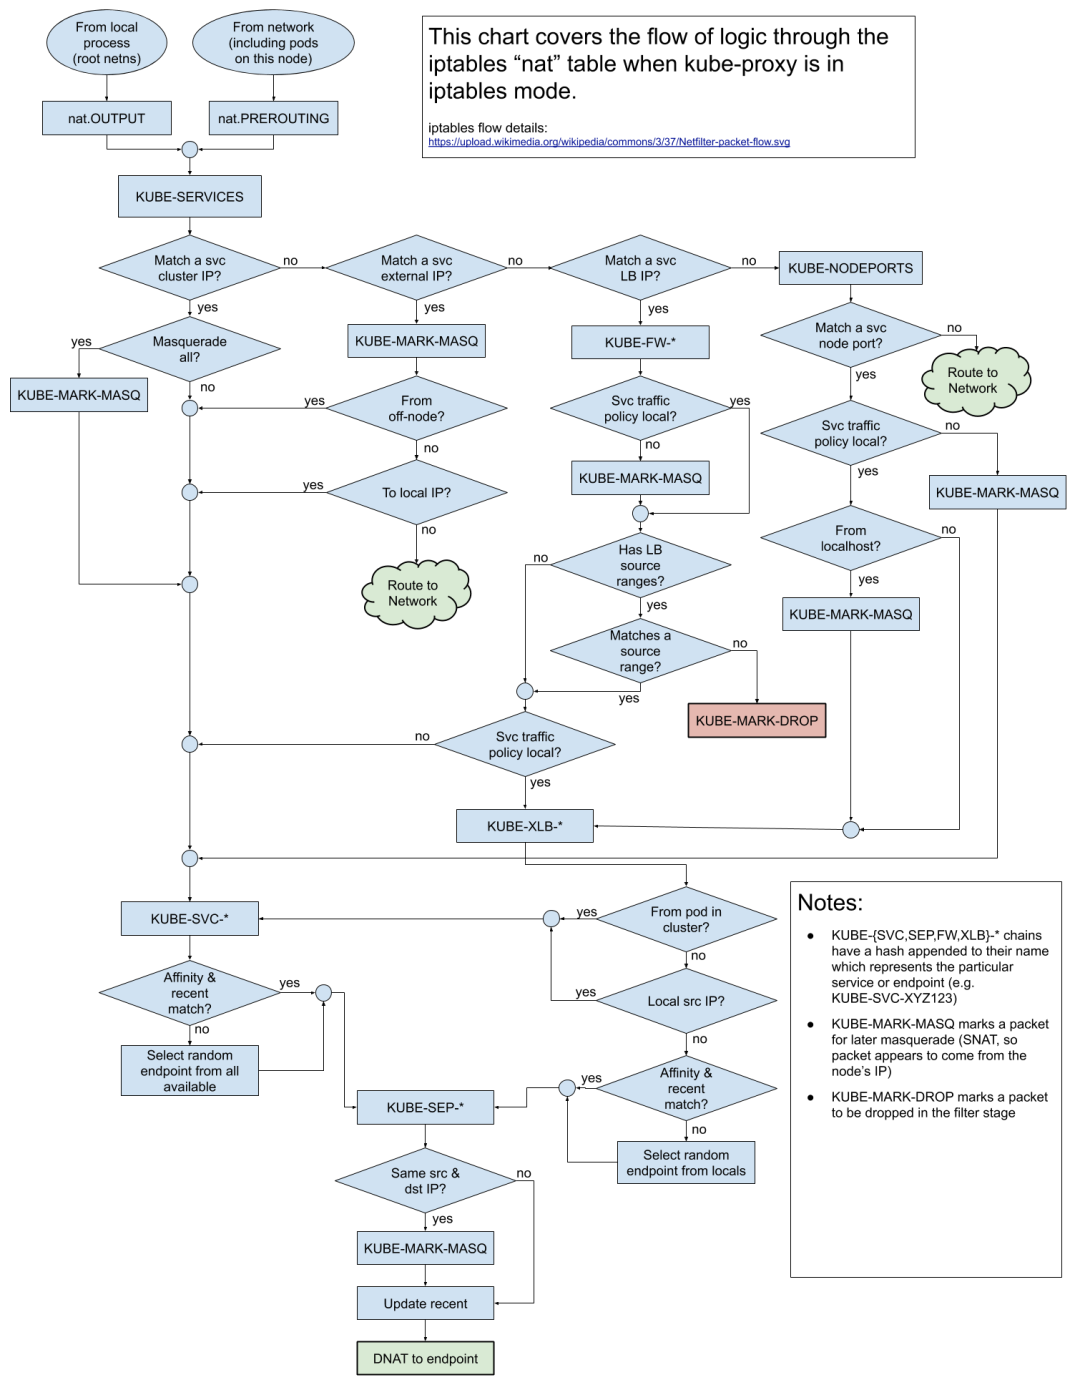 From local
process
(root netns)
From network
(including pods
on this node)
This chart covers the flow of logic through the
iptables “nat” table when kube-proxy is in
iptables mode.
iptables flow details:
https://upload.wikimedia.org/wikipedia/commons/3/37/Netfilter-packet-flow.svg
nat.OUTPUT
nat.PREROUTING
KUBE-SERVICES
Match a svc
cluster IP?
no
Match a svc
external IP?
no
Match a svc
LB IP?
no
KUBE-NODEPORTS
yes
yes
yes
Masquerade
all?
yes
no
KUBE-MARK-MASQ
KUBE-MARK-MASQ
From
off-node?
yes
no
To local IP?
yes
no
Route to
Network
KUBE-FW-*
Svc traffic
policy local?
yes
no
KUBE-MARK-MASQ
Has LB
source
ranges?
no
yes
Matches a
source
range?
no
yes
KUBE-MARK-DROP
Svc traffic
policy local?
no
yes
KUBE-XLB-*
Match a svc
node port?
no
Route to
Network
yes
Svc traffic
policy local?
no
KUBE-MARK-MASQ
yes
From
localhost?
no
yes
KUBE-MARK-MASQ
KUBE-SVC-*
Affinity &
recent
match?
yes
no
Select random
endpoint from all
available
From pod in
cluster?
yes
no
Local src IP?
yes
no
Affinity &
recent
match?
yes
no
Select random
endpoint from locals
KUBE-SEP-*
Same src &
dst IP?
no
yes
KUBE-MARK-MASQ
Update recent
DNAT to endpoint
Notes:
● KUBE-{SVC,SEP,FW,XLB}-* chains
have a hash appended to their name
which represents the particular
service or endpoint (e.g.
KUBE-SVC-XYZ123)
● KUBE-MARK-MASQ marks a packet
for later masquerade (SNAT, so
packet appears to come from the
node’s IP)
● KUBE-MARK-DROP marks a packet
to be dropped in the filter stage